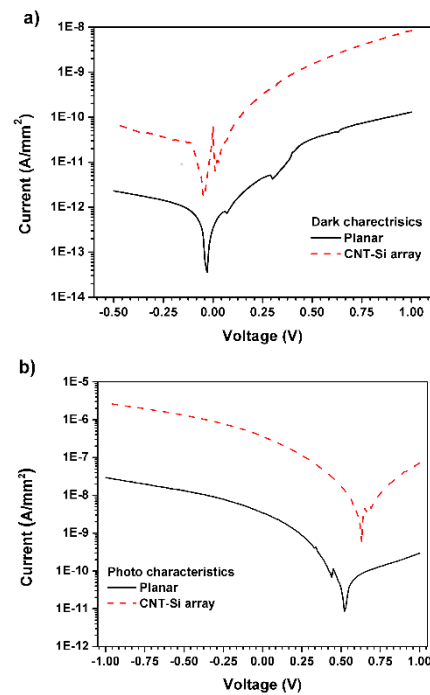 a)
1E-8
1E-9
1E-10
1E-11
1E-12
1E-13
1E-14
Current (A/mm²)
Dark charectrisics
Planar
CNT-Si array
-0.50 -0.25 0.00 0.25 0.50 0.75 1.00
Voltage (V)
b)
1E-5
1E-6
1E-7
1E-8
1E-9
1E-10
1E-11
1E-12
Current (A/mm²)
Photo characteristics
Planar
CNT-Si array
-1.00 -0.75 -0.50 -0.25 0.00 0.25 0.50 0.75 1.00
Voltage (V)